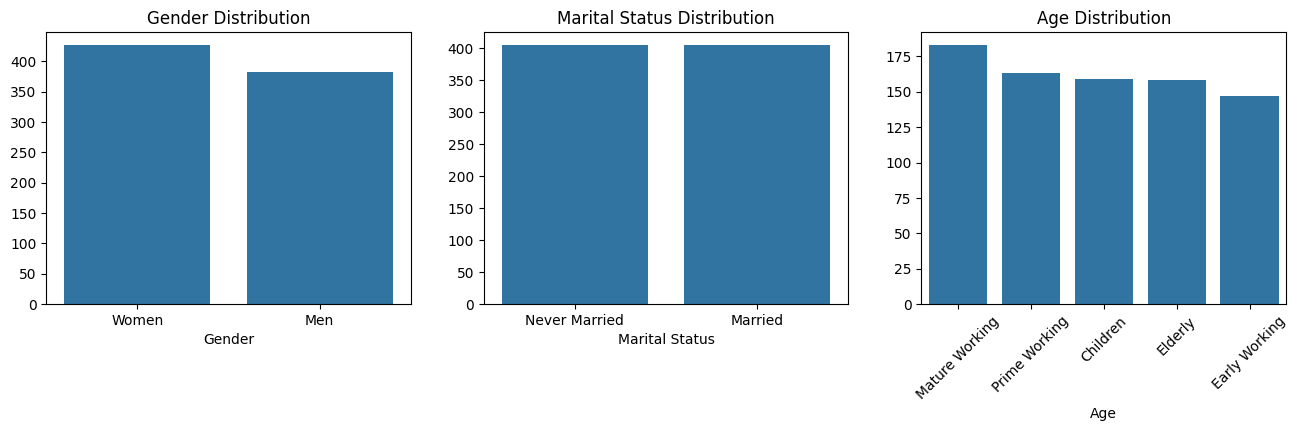 Gender Distribution
400
350
300
250
200
150
100
50
0
Women
Men
Gender
Marital Status Distribution
400
350
300
250
200
150
100
50
0
Never Married
Married
Marital Status
Age Distribution
175
150
125
100
75
50
25
0
Mature Working
Prime Working
Children
Elderly
Early Working
Age